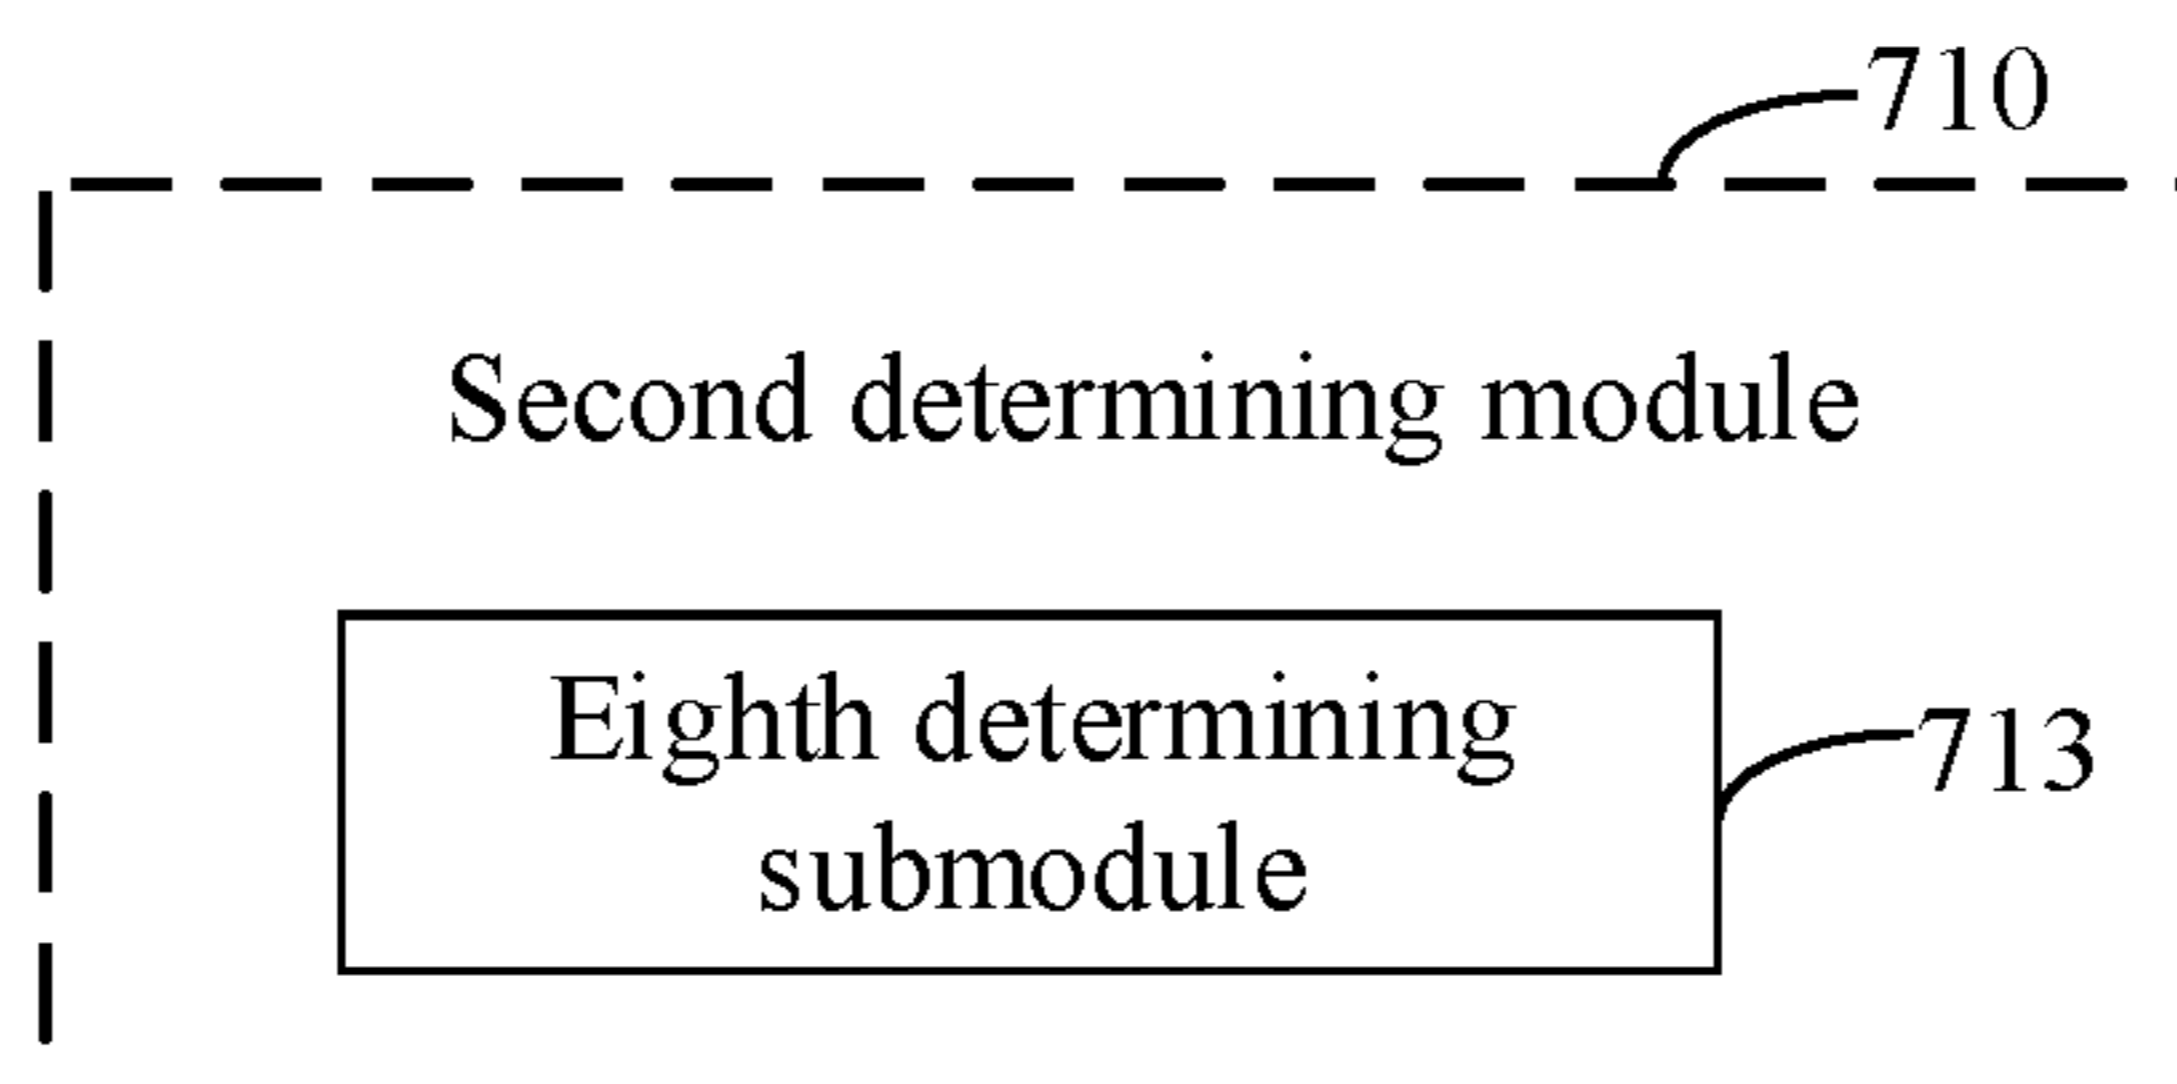 710
Second determining module
Eighth determining
submodule
713